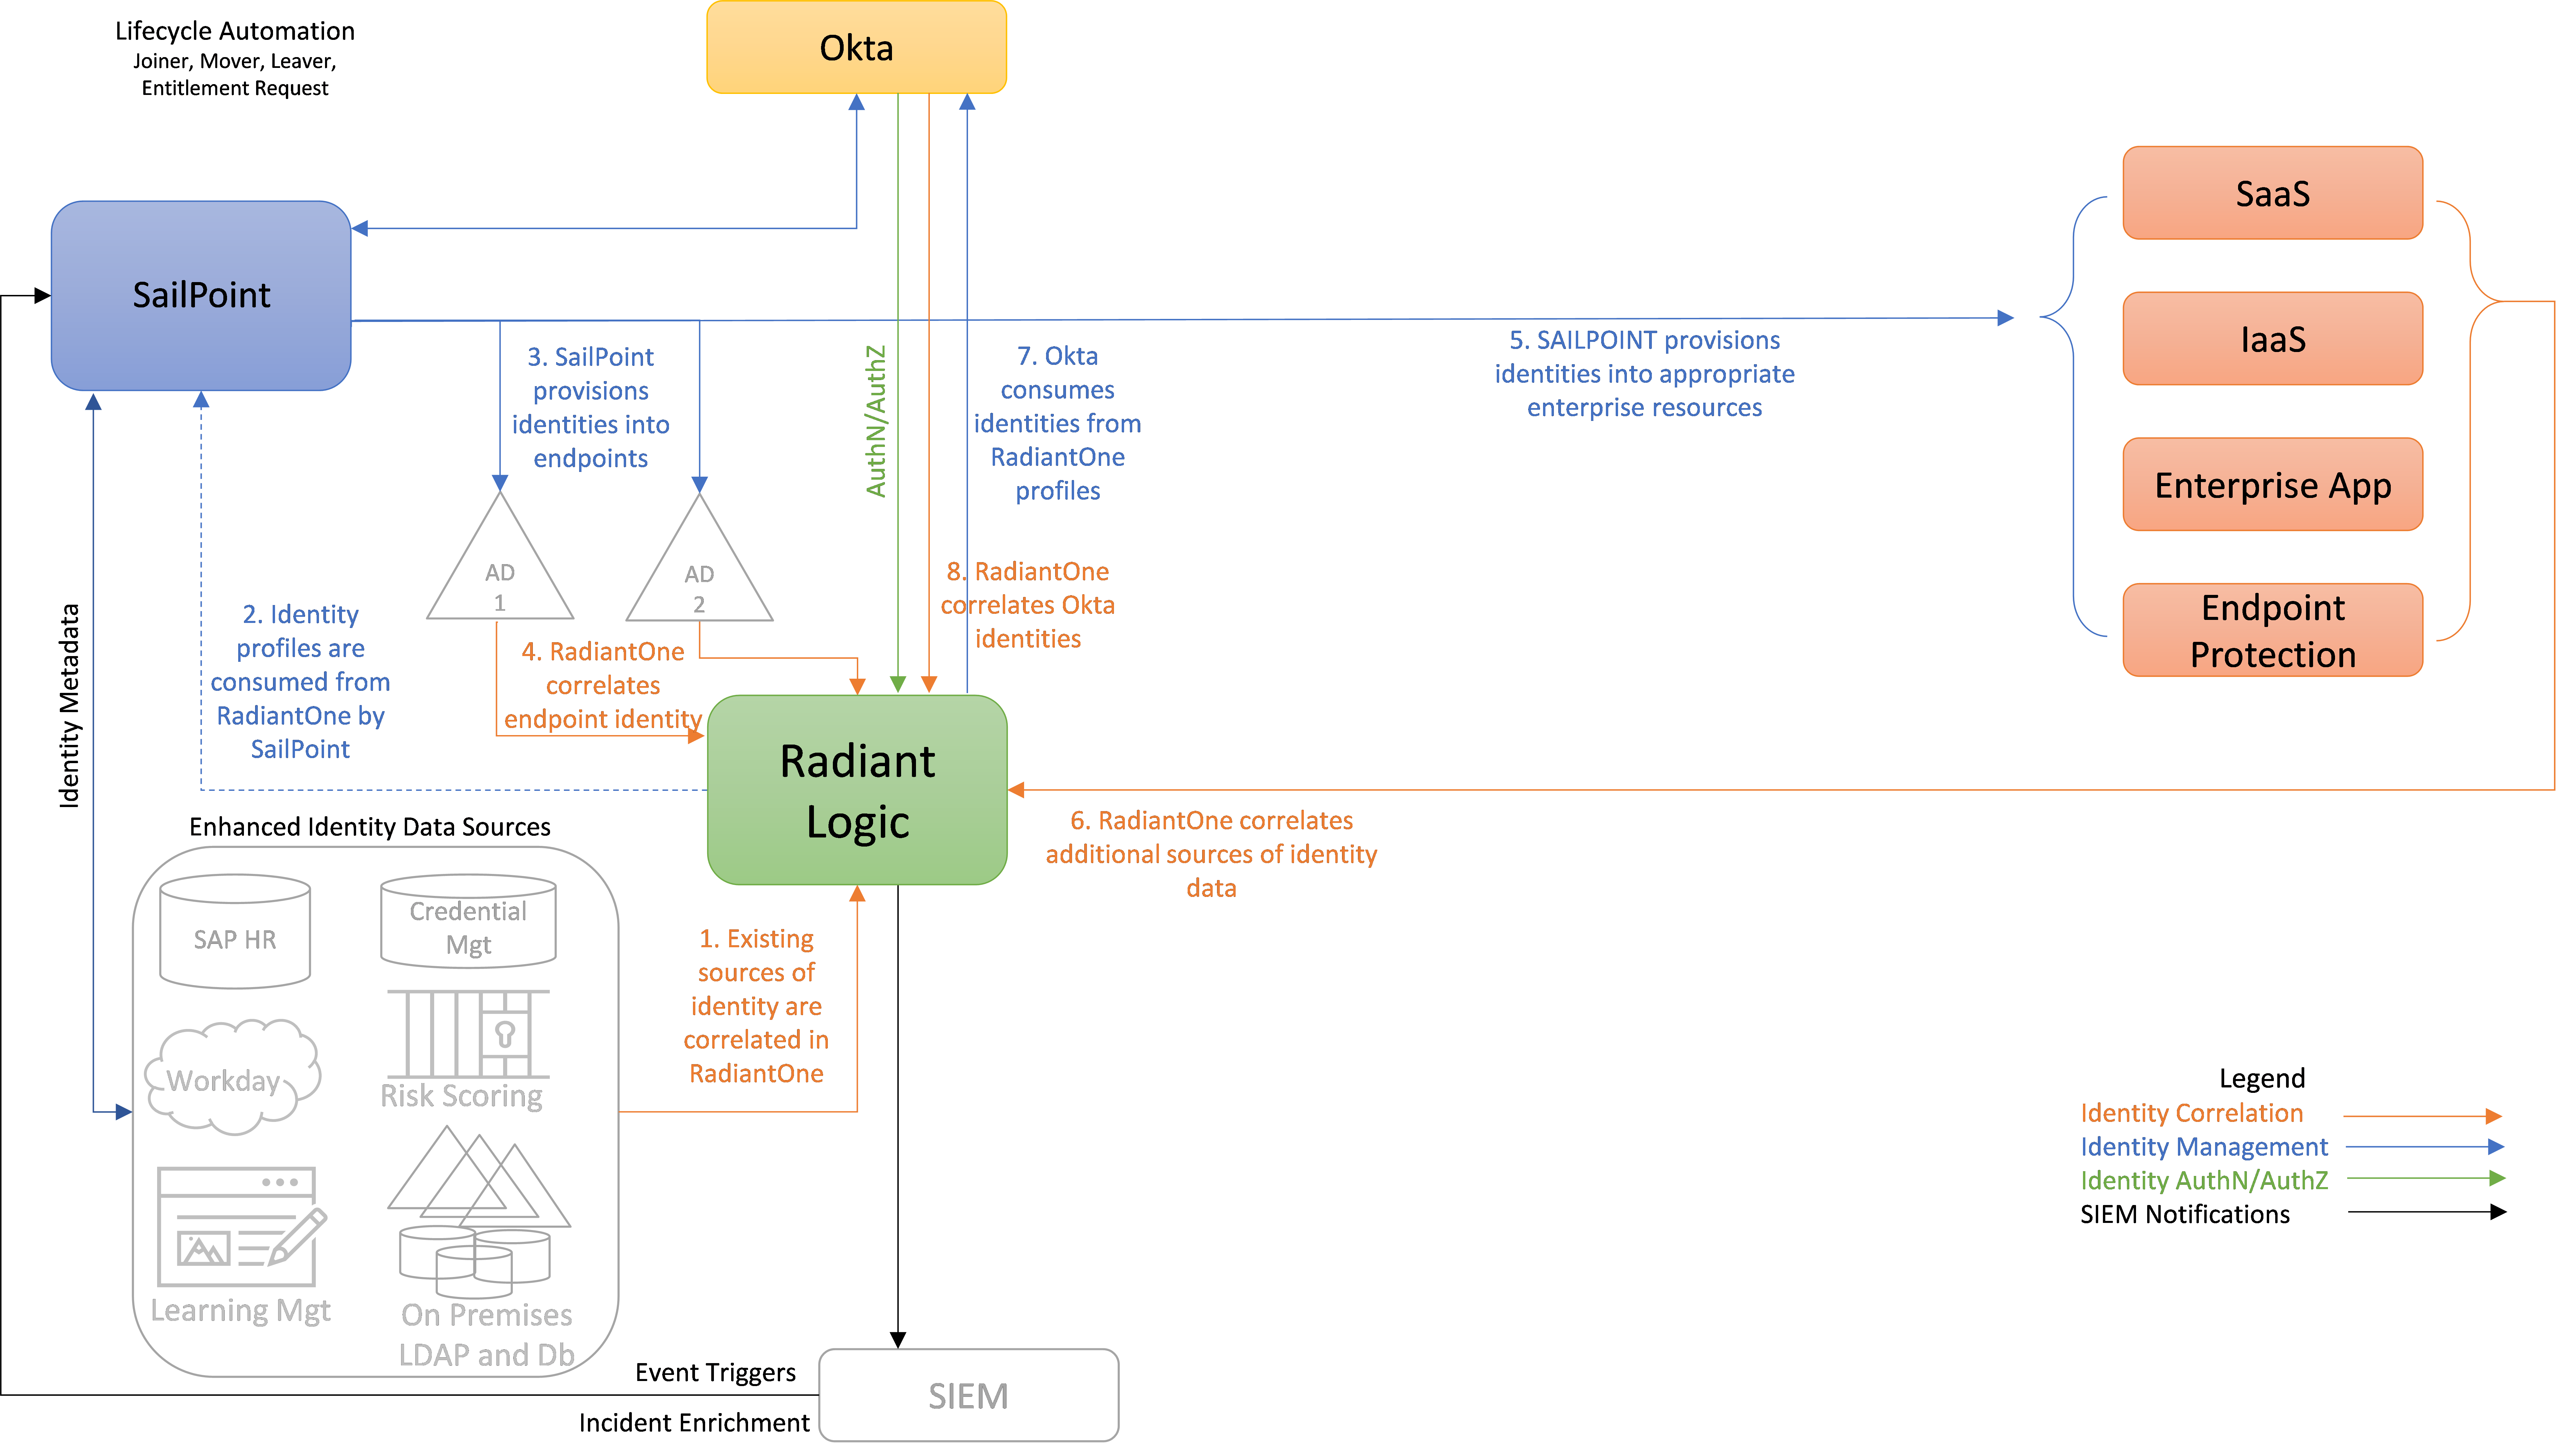 Lifecycle Automation
Joiner, Mover, Leaver,
Entitlement Request
Okta
SailPoint
SaaS
IaaS
Enterprise App
Endpoint
Protection
3. SailPoint
provisions
identities into
endpoints
AuthN/AuthZ
7. Okta
consumes
identities from
RadiantOne
profiles
5. SAILPOINT provisions
identities into appropriate
enterprise resources
AD
1
AD
2
8. RadiantOne
correlates Okta
identities
Identity Metadata
2. Identity
profiles are
consumed from
RadiantOne by
SailPoint
4. RadiantOne
correlates
endpoint identity
Radiant
Logic
6. RadiantOne correlates
additional sources of identity
data
Enhanced Identity Data Sources
SAP HR
Credential
Mgt
Workday
Risk Scoring
Learning Mgt
On Premises
LDAP and Db
1. Existing
sources of
identity are
correlated in
RadiantOne
Legend
Identity Correlation
Identity Management
Identity AuthN/AuthZ
SIEM Notifications
Event Triggers
Incident Enrichment
SIEM